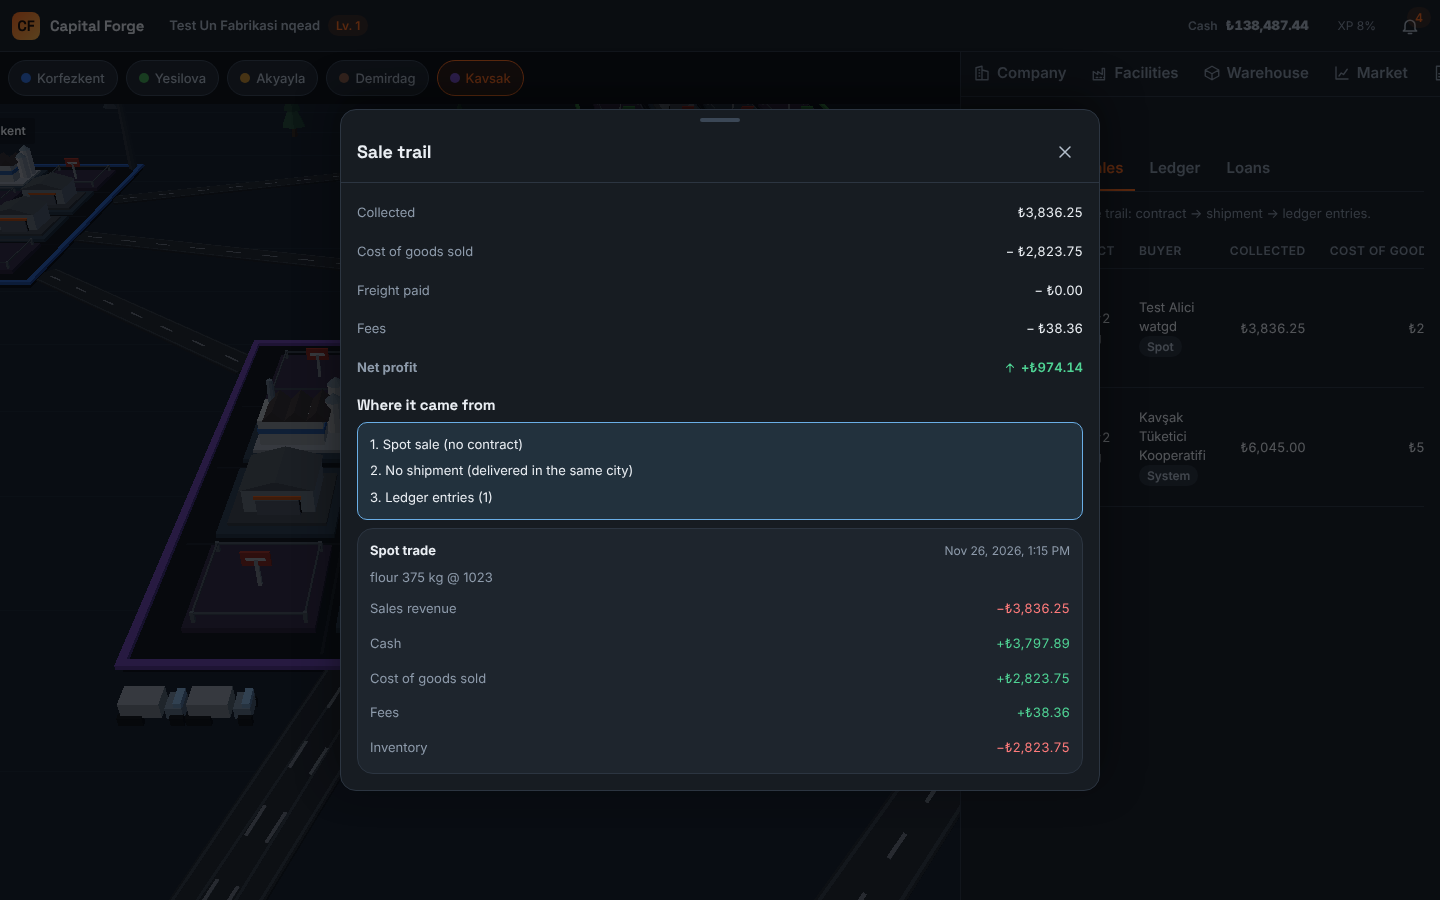 CF Capital Forge Test Un Fabrikasi nqead Lv. 1 Cash ₺138,487.44 XP 8% 4
Korfezkent Yesilova Akyayla Demirdag Kavsak Company Facilities Warehouse Market
kent
Sale trail
ales Ledger Loans
Collected ₺3,836.25
trail: contract → shipment → ledger entries.
Cost of goods sold − ₺2,823.75
CT BUYER COLLECTED COST OF GOOD
Freight paid − ₺0.00
Fees − ₺38.36
Net profit ↑ +₺974.14
2 Test Alici
watgd
Spot ₺3,836.25 ₺2
Where it came from
1. Spot sale (no contract)
2. No shipment (delivered in the same city)
3. Ledger entries (1)
2 Kavşak
Tüketici
Kooperatifi
System ₺6,045.00 ₺5
Spot trade Nov 26, 2026, 1:15 PM
flour 375 kg @ 1023
Sales revenue −₺3,836.25
Cash +₺3,797.89
Cost of goods sold +₺2,823.75
Fees +₺38.36
Inventory −₺2,823.75